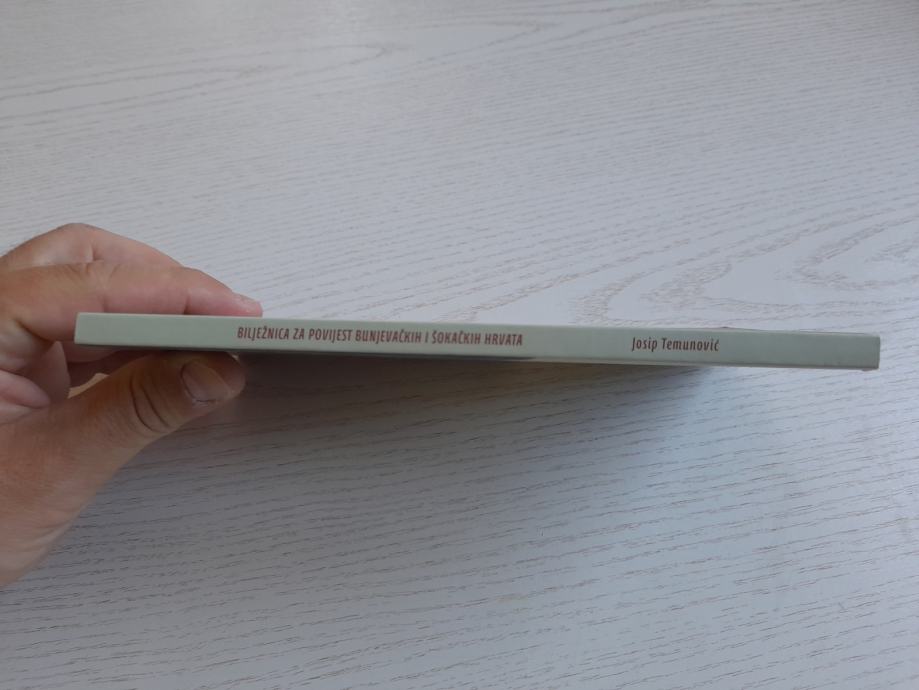 BILJEŽNICA ZA POVIJEST BUNJEVAČKIH I ŠOKAČKIH HRVATA
Josip Temunović